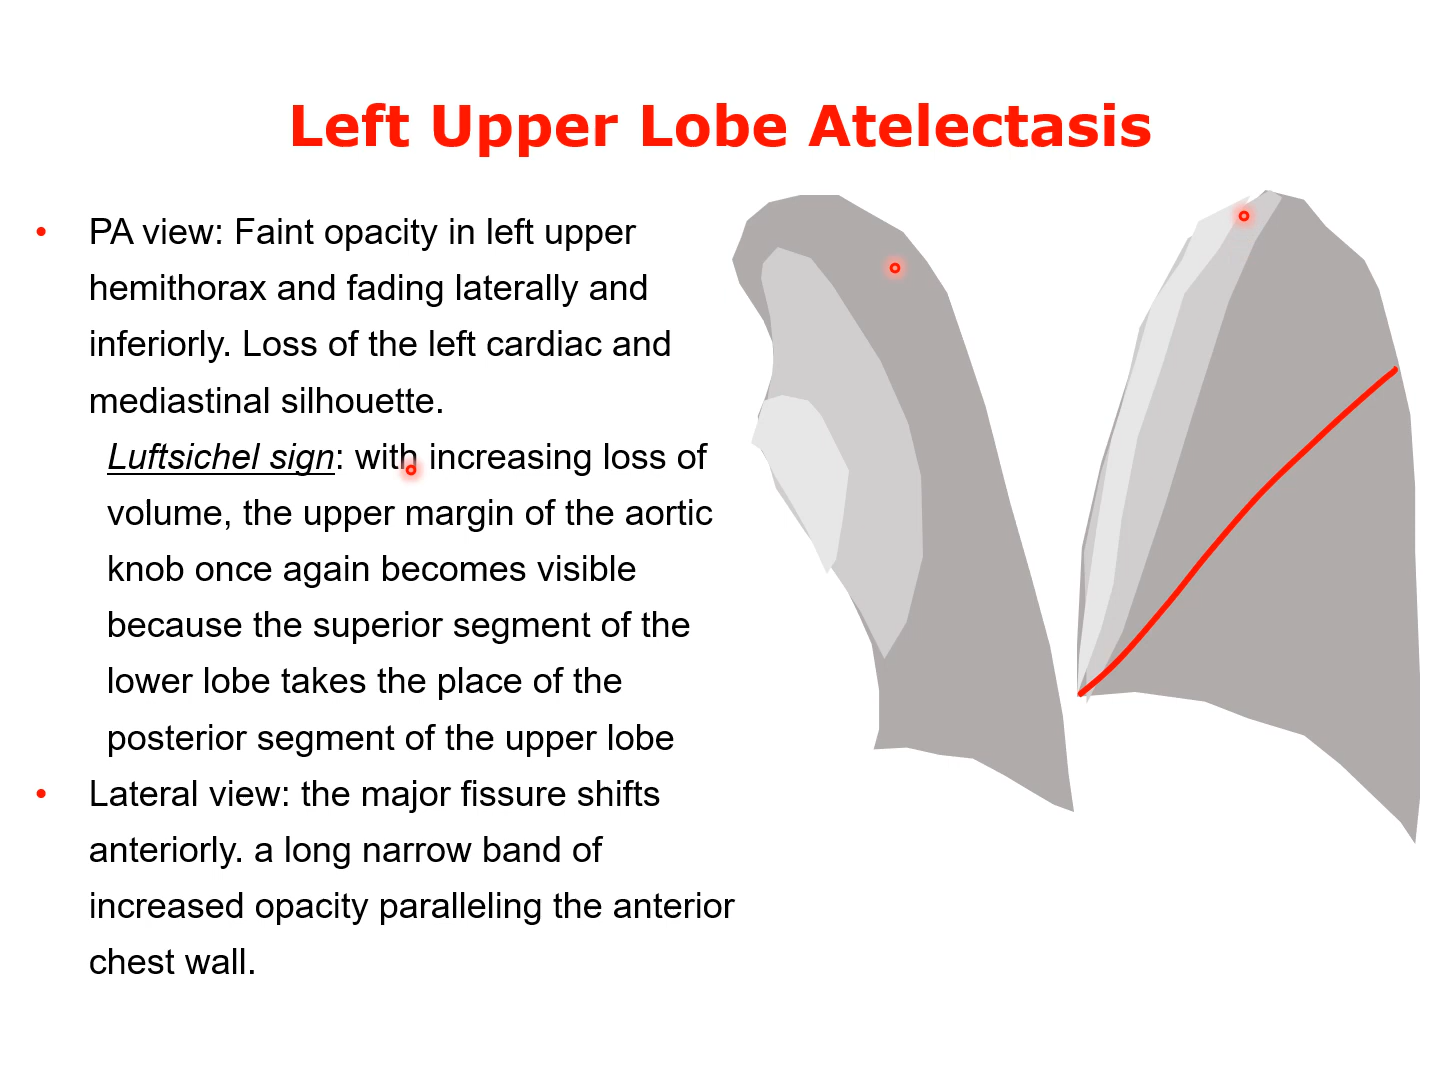 Left Upper Lobe Atelectasis
• PA view: Faint opacity in left upper
hemithorax and fading laterally and
inferiorly. Loss of the left cardiac and
mediastinal silhouette.
Luftsichel sign: with increasing loss of
volume, the upper margin of the aortic
knob once again becomes visible
because the superior segment of the
lower lobe takes the place of the
posterior segment of the upper lobe
• Lateral view: the major fissure shifts
anteriorly. a long narrow band of
increased opacity paralleling the anterior
chest wall.